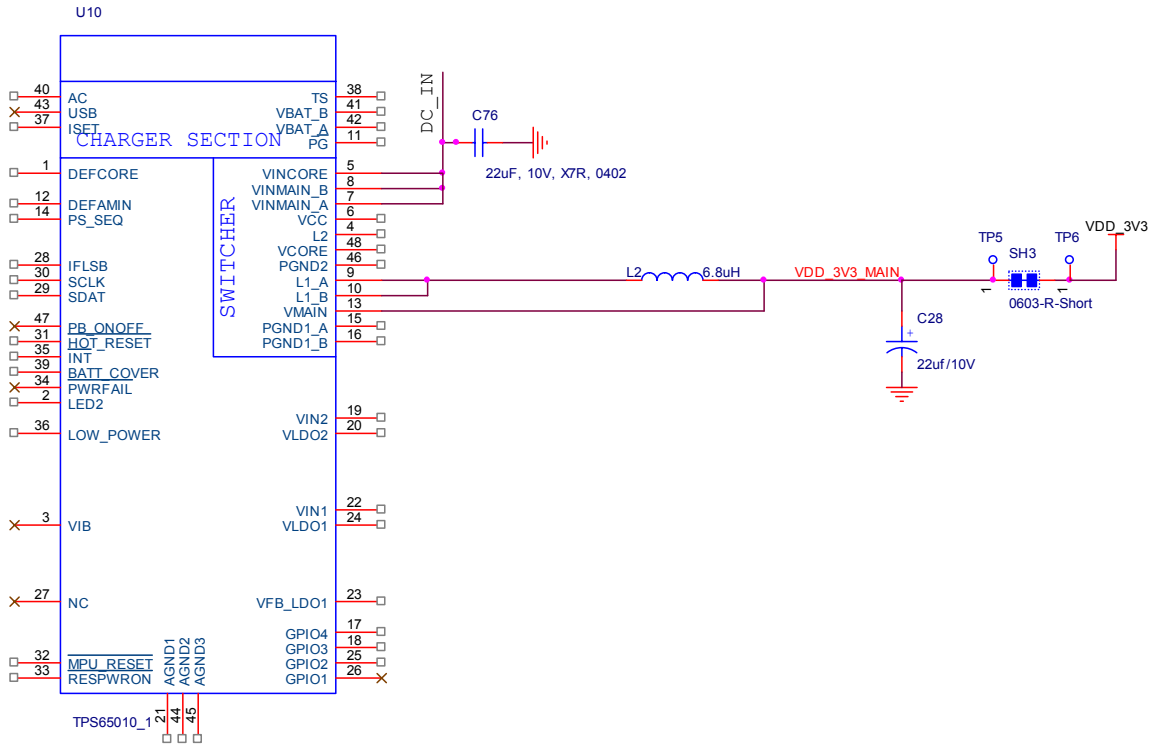 U10
40 AC
43 USB
37 ISET
CHARGER SECTION
TS 38
VBAT_B 41
VBAT_A 42
PG 11
1 DEFCORE
12 DEFAMIN
14 PS_SEQ
28 IFLSB
30 SCLK
29 SDAT
47 PB_ONOFF
31 HOT_RESET
35 INT
39 BATT_COVER
34 PWRFAIL
2 LED2
36 LOW_POWER
3 VIB
27 NC
32 MPU_RESET
33 RESPWRON
SWITCHER
VINCORE 5
VINMAIN_B 8
VINMAIN_A 7
VCC 6
L2 4
VCORE 48
PGND2 46
L1_A 9
L1_B 10
VMAIN 13
PGND1_A 15
PGND1_B 16
VIN2 19
VLDO2 20
VIN1 22
VLDO1 24
VFB_LDO1 23
GPIO4 17
GPIO3 18
GPIO2 25
GPIO1 26
AGND1 21
AGND2 44
AGND3 45
TPS65010_1
DC_IN
C76
22uF, 10V, X7R, 0402
L2 6.8uH
VDD_3V3_MAIN
C28
+
22uf/10V
TP5
1
SH3
0603-R-Short
TP6
1
VDD_3V3